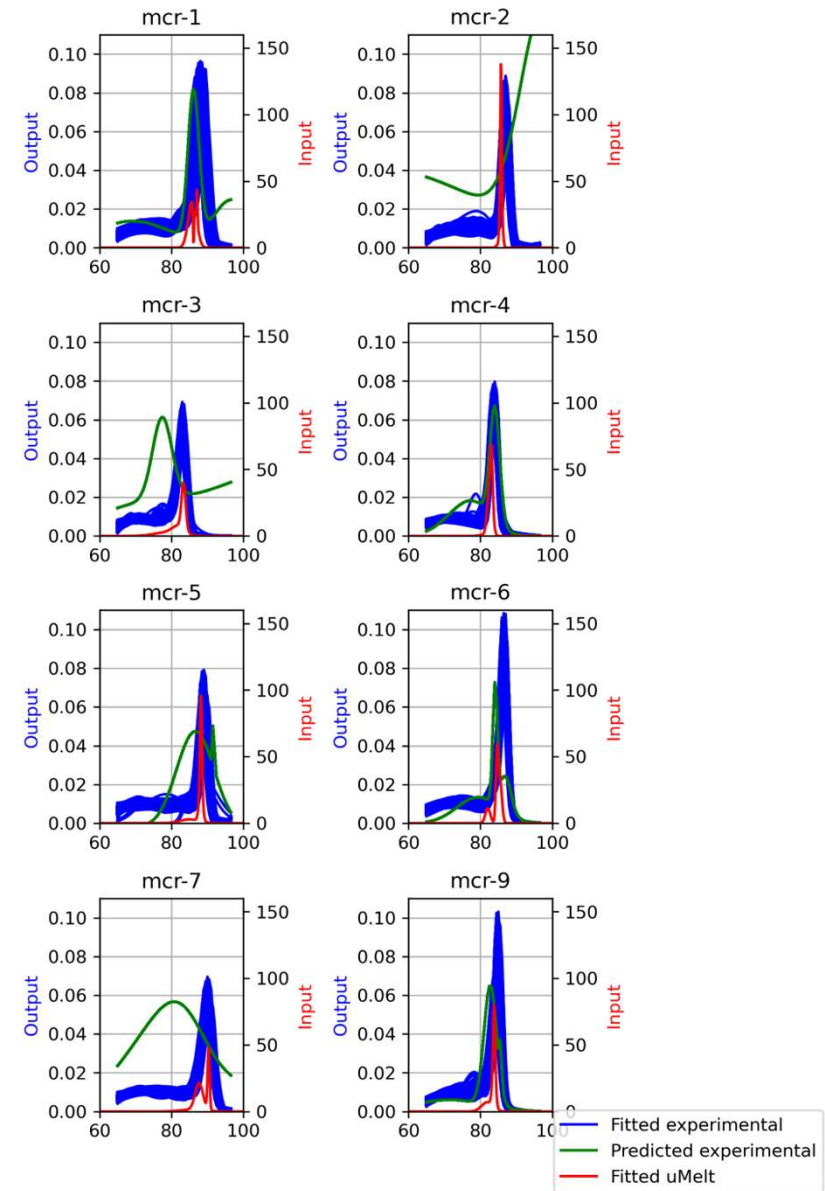 mcr-1
0.10
0.08
0.06
0.04
0.02
0.00
Output
150
100
50
0
Input
60 80 100
mcr-2
0.10
0.08
0.06
0.04
0.02
0.00
Output
150
100
50
0
Input
60 80 100
mcr-3
0.10
0.08
0.06
0.04
0.02
0.00
Output
150
100
50
0
Input
60 80 100
mcr-4
0.10
0.08
0.06
0.04
0.02
0.00
Output
150
100
50
0
Input
60 80 100
mcr-5
0.10
0.08
0.06
0.04
0.02
0.00
Output
150
100
50
0
Input
60 80 100
mcr-6
0.10
0.08
0.06
0.04
0.02
0.00
Output
150
100
50
0
Input
60 80 100
mcr-7
0.10
0.08
0.06
0.04
0.02
0.00
Output
150
100
50
0
Input
60 80 100
mcr-9
0.10
0.08
0.06
0.04
0.02
0.00
Output
150
100
50
0
Input
60 80 100
Fitted experimental
Predicted experimental
Fitted uMelt